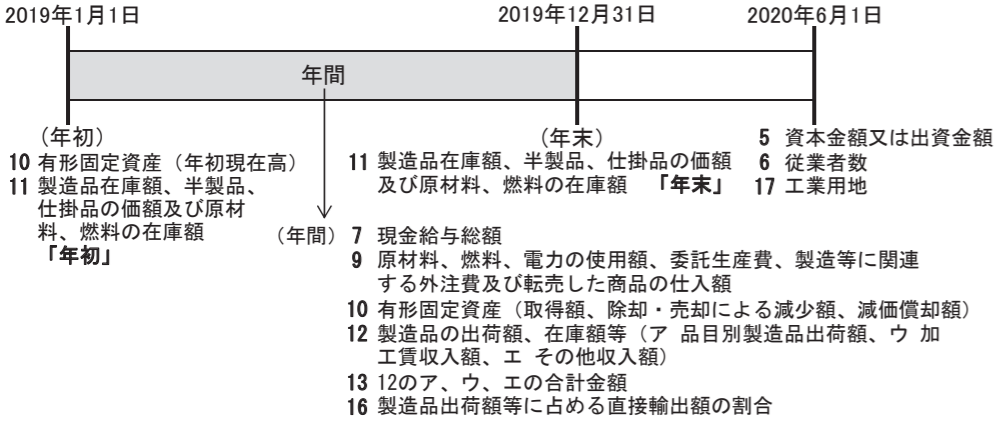 2019年1月1日
2019年12月31日
2020年6月1日
年間
（年初）
10 有形固定資産（年初現在高）
11 製造品在庫額、半製品、
仕掛品の価額及び原材
料、燃料の在庫額
「年初」
（年末）
11 製造品在庫額、半製品、仕掛品の価額
及び原材料、燃料の在庫額 「年末」
5 資本金額又は出資金額
6 従業者数
17 工業用地
（年間） 7 現金給与総額
9 原材料、燃料、電力の使用額、委託生産費、製造等に関連
する外注費及び転売した商品の仕入額
10 有形固定資産（取得額、除却・売却による減少額、減価償却額）
12 製造品の出荷額、在庫額等（ア 品目別製造品出荷額、ウ 加
工賃収入額、エ その他収入額）
13 12のア、ウ、エの合計金額
16 製造品出荷額等に占める直接輸出額の割合